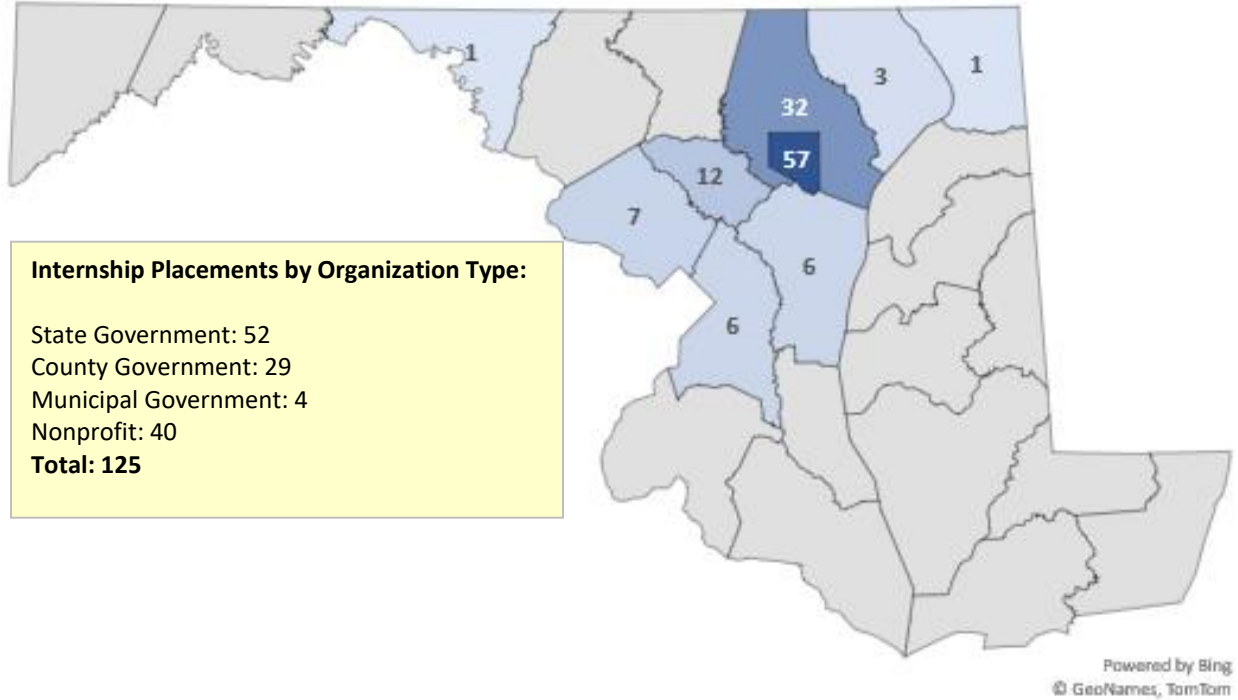 1
3
1
32
57
12
7
6
6
Internship Placements by Organization Type:
State Government: 52
County Government: 29
Municipal Government: 4
Nonprofit: 40
Total: 125
Powered by Bing
© GeoNames, TomTom